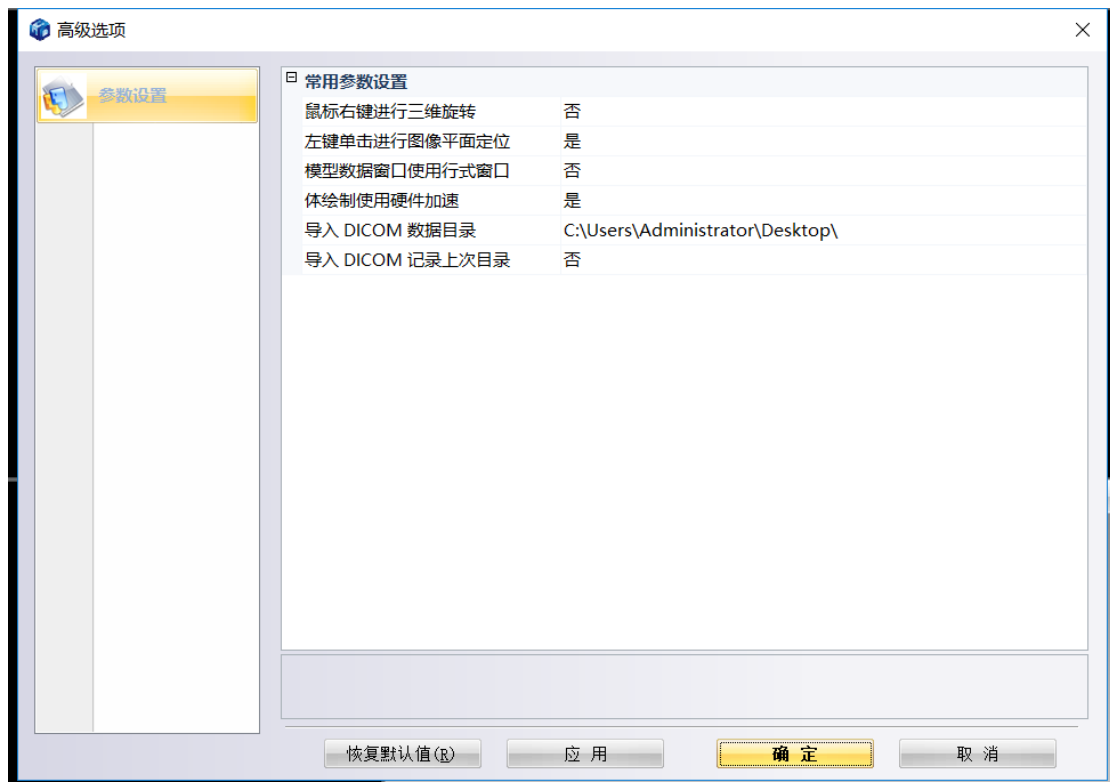 高级选项
参数设置
常用参数设置
鼠标右键进行三维旋转 否
左键单击进行图像平面定位 是
模型数据窗口使用行式窗口 否
体绘制使用硬件加速 是
导入 DICOM 数据目录 C:\Users\Administrator\Desktop\
导入 DICOM 记录上次目录 否
恢复默认值(R) 应 用 确 定 取 消